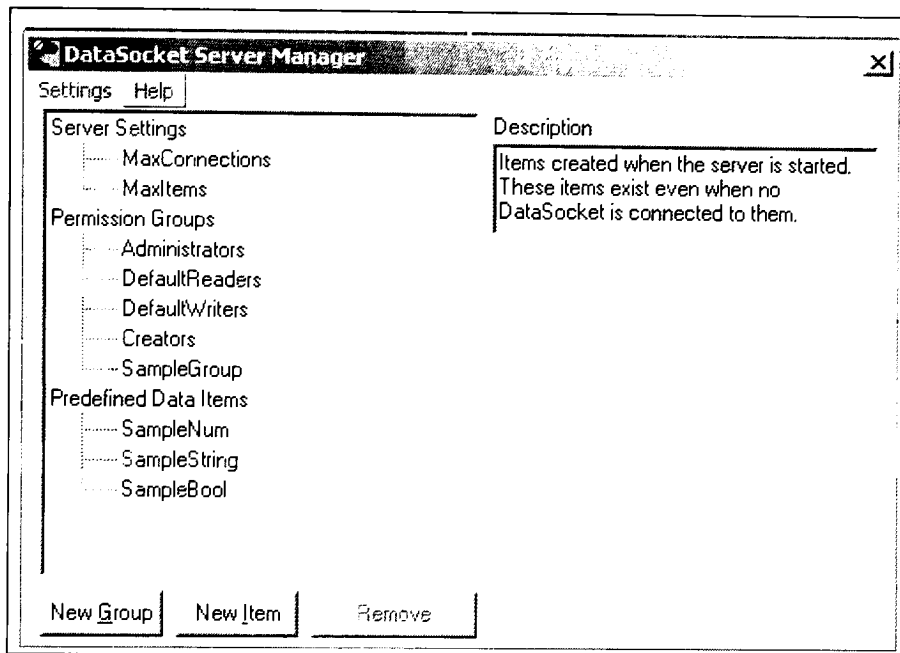 DataSocket Server Manager
Settings Help
Server Settings
MaxConnections
MaxItems
Permission Groups
Administrators
DefaultReaders
DefaultWriters
Creators
SampleGroup
Predefined Data Items
SampleNum
SampleString
SampleBool
Description
Items created when the server is started.
These items exist even when no
DataSocket is connected to them.
New Group New Item Remove